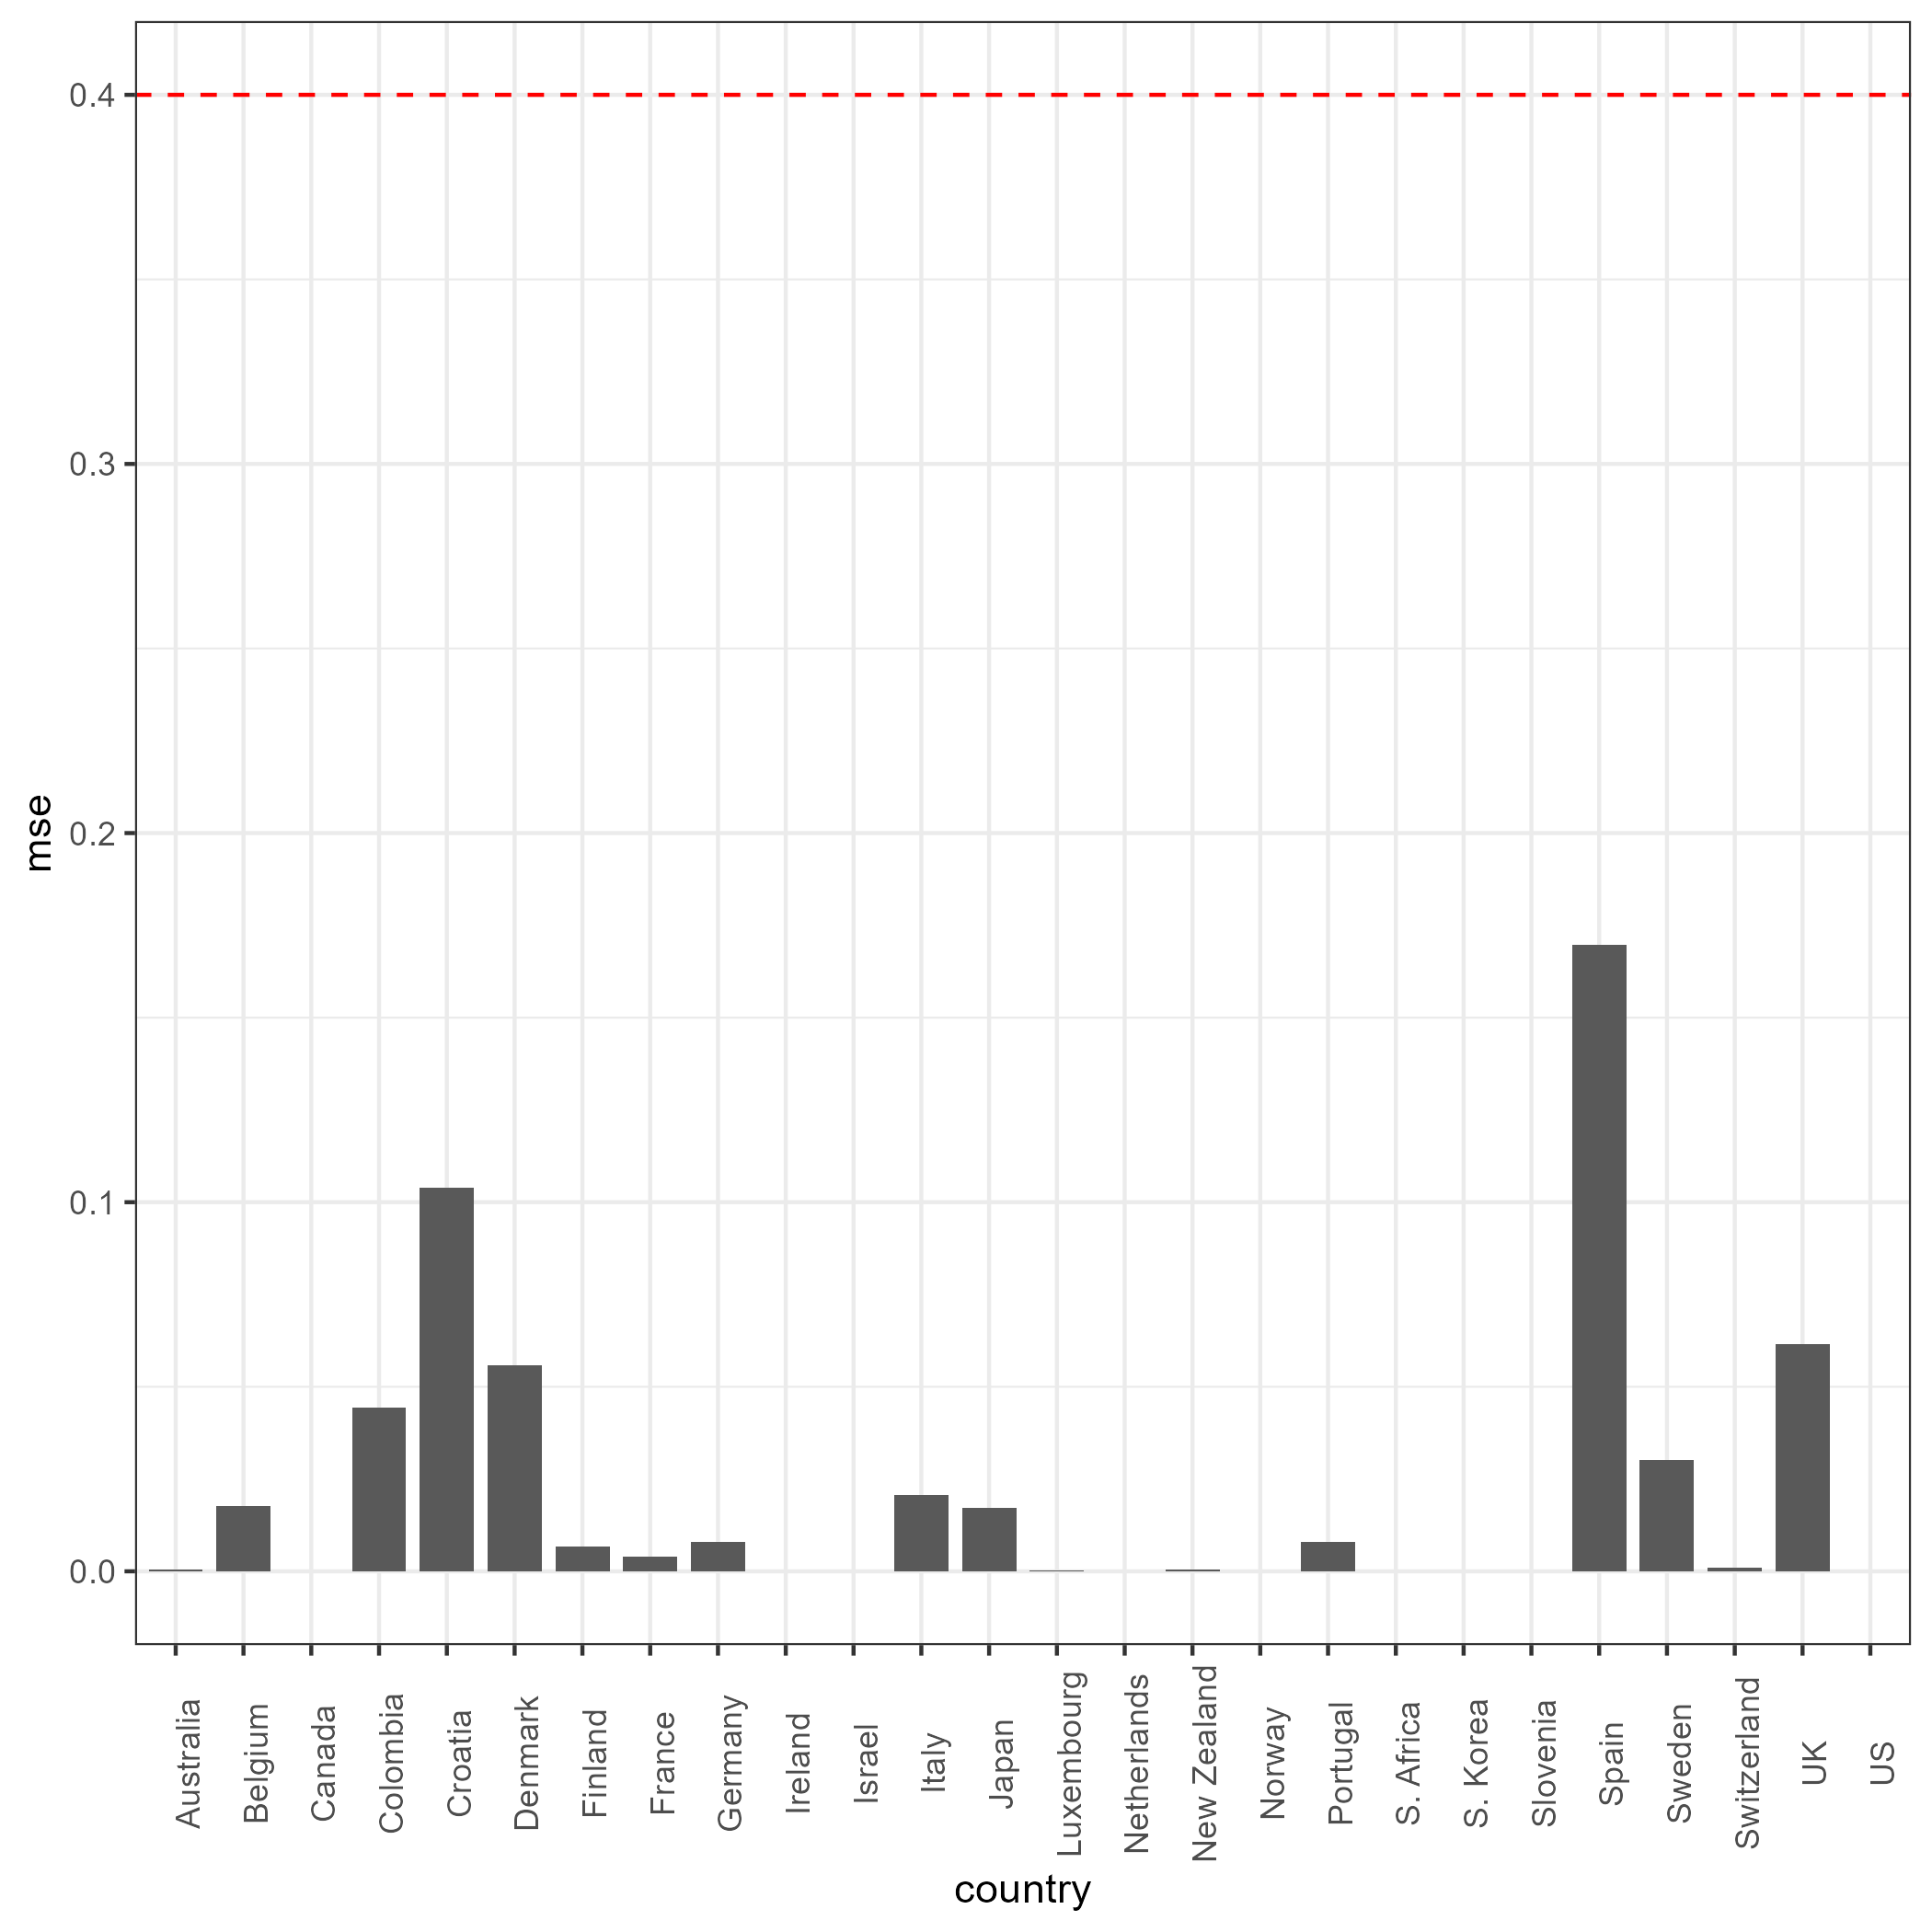 0.4
0.3
0.2
0.1
0.0
mse
Australia
Belgium
Canada
Colombia
Croatia
Denmark
Finland
France
Germany
Ireland
Israel
Italy
Japan
Luxembourg
Netherlands
New Zealand
Norway
Portugal
S. Africa
S. Korea
Slovenia
Spain
Sweden
Switzerland
UK
US
country